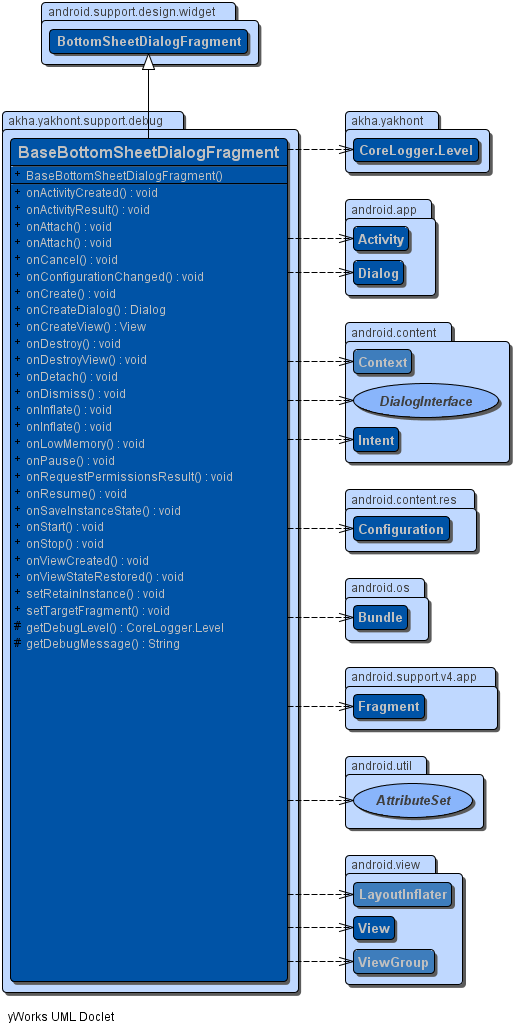 android.support.design.widget
BottomSheetDialogFragment
akha.yakhont.support.debug
BaseBottomSheetDialogFragment
+ BaseBottomSheetDialogFragment()
+ onActivityCreated() : void
+ onActivityResult() : void
+ onAttach() : void
+ onAttach() : void
+ onCancel() : void
+ onConfigurationChanged() : void
+ onCreate() : void
+ onCreateDialog() : Dialog
+ onCreateView() : View
+ onDestroy() : void
+ onDestroyView() : void
+ onDetach() : void
+ onDismiss() : void
+ onInflate() : void
+ onInflate() : void
+ onLowMemory() : void
+ onPause() : void
+ onRequestPermissionsResult() : void
+ onResume() : void
+ onSaveInstanceState() : void
+ onStart() : void
+ onStop() : void
+ onViewCreated() : void
+ onViewStateRestored() : void
+ setRetainInstance() : void
+ setTargetFragment() : void
# getDebugLevel() : CoreLogger.Level
# getDebugMessage() : String
akha.yakhont
CoreLogger.Level
android.app
Activity
Dialog
android.content
Context
DialogInterface
Intent
android.content.res
Configuration
android.os
Bundle
android.support.v4.app
Fragment
android.util
AttributeSet
android.view
LayoutInflater
View
ViewGroup
yWorks UML Doclet